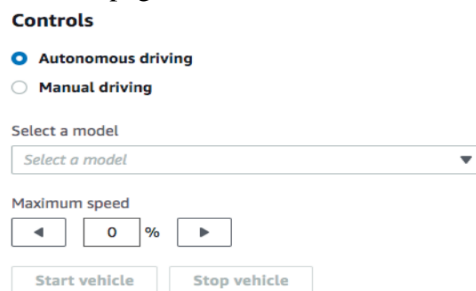 Controls
Autonomous driving
Manual driving
Select a model
Select a model
Maximum speed
0 %
Start vehicle Stop vehicle